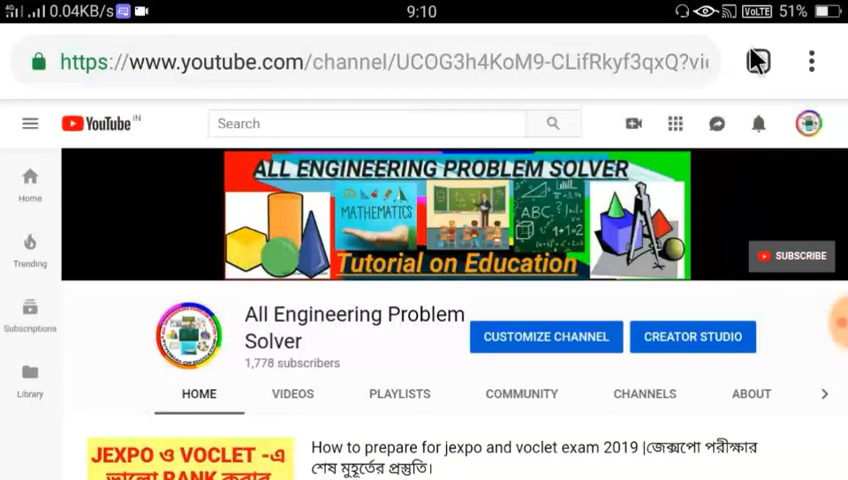 4G 0.04KB/s 9:10 VoLTE 51%
https://www.youtube.com/channel/UCOG3h4KoM9-CLifRkyf3qxQ?vi
YouTube IN Search
ALL ENGINEERING PROBLEM SOLVER
MATHEMATICS
ABC
1+1=2
Tutorial on Education
SUBSCRIBE
Home
Trending
Subscriptions
Library
All Engineering Problem
Solver
1,778 subscribers
CUSTOMIZE CHANNEL CREATOR STUDIO
HOME VIDEOS PLAYLISTS COMMUNITY CHANNELS ABOUT
JEXPO ও VOCLET -এ
ভালো RANK করার
How to prepare for jexpo and voclet exam 2019 |জেক্সপো পরীক্ষার
শেষ মুহূর্তের প্রস্তুতি।